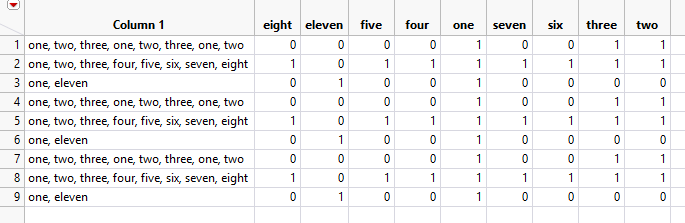 Column 1 eight eleven five four one seven six three two
1 one, two, three, one, two, three, one, two 0 0 0 0 1 0 0 1 1
2 one, two, three, four, five, six, seven, eight 1 0 1 1 1 1 1 1 1
3 one, eleven 0 1 0 0 1 0 0 0 0
4 one, two, three, one, two, three, one, two 0 0 0 0 1 0 0 1 1
5 one, two, three, four, five, six, seven, eight 1 0 1 1 1 1 1 1 1
6 one, eleven 0 1 0 0 1 0 0 0 0
7 one, two, three, one, two, three, one, two 0 0 0 0 1 0 0 1 1
8 one, two, three, four, five, six, seven, eight 1 0 1 1 1 1 1 1 1
9 one, eleven 0 1 0 0 1 0 0 0 0